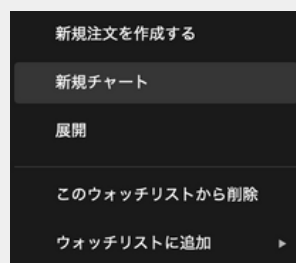 新規注文を作成する
新規チャート
展開
このウォッチリストから削除
ウォッチリストに追加